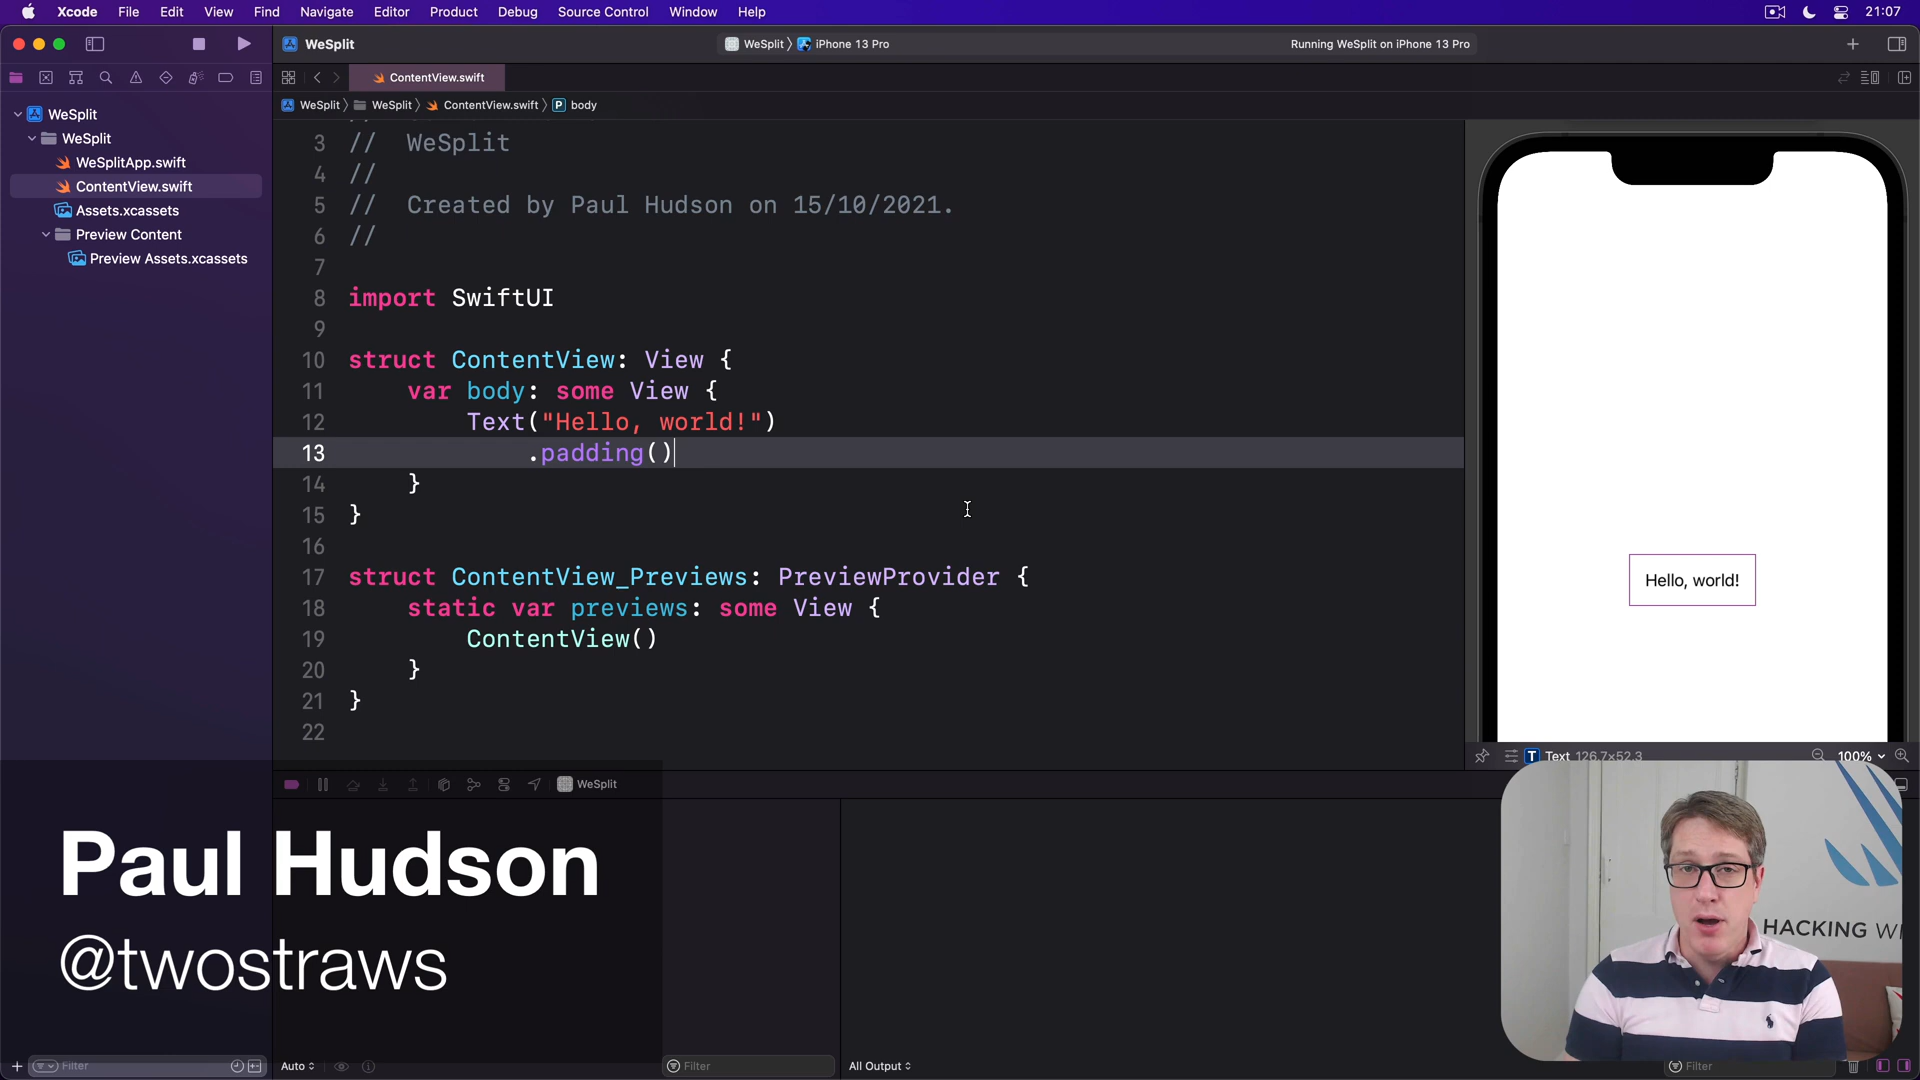 Xcode File Edit View Find Navigate Editor Product Debug Source Control Window Help 21:07
WeSplit
WeSplit iPhone 13 Pro
Running WeSplit on iPhone 13 Pro
ContentView.swift
WeSplit WeSplit ContentView.swift P body
WeSplit
WeSplit
WeSplitApp.swift
ContentView.swift
Assets.xcassets
Preview Content
Preview Assets.xcassets
3 // WeSplit
4 //
5 // Created by Paul Hudson on 15/10/2021.
6 //
7
8 import SwiftUI
9
10 struct ContentView: View {
11 var body: some View {
12 Text("Hello, world!")
13 .padding()
14 }
15 }
16
17 struct ContentView_Previews: PreviewProvider {
18 static var previews: some View {
19 ContentView()
20 }
21 }
22
Hello, world!
T Text 126.7×52.3 100%
WeSplit
Paul Hudson
@twostraws
HACKING WI
Filter
Auto
Filter
All Output
Filter